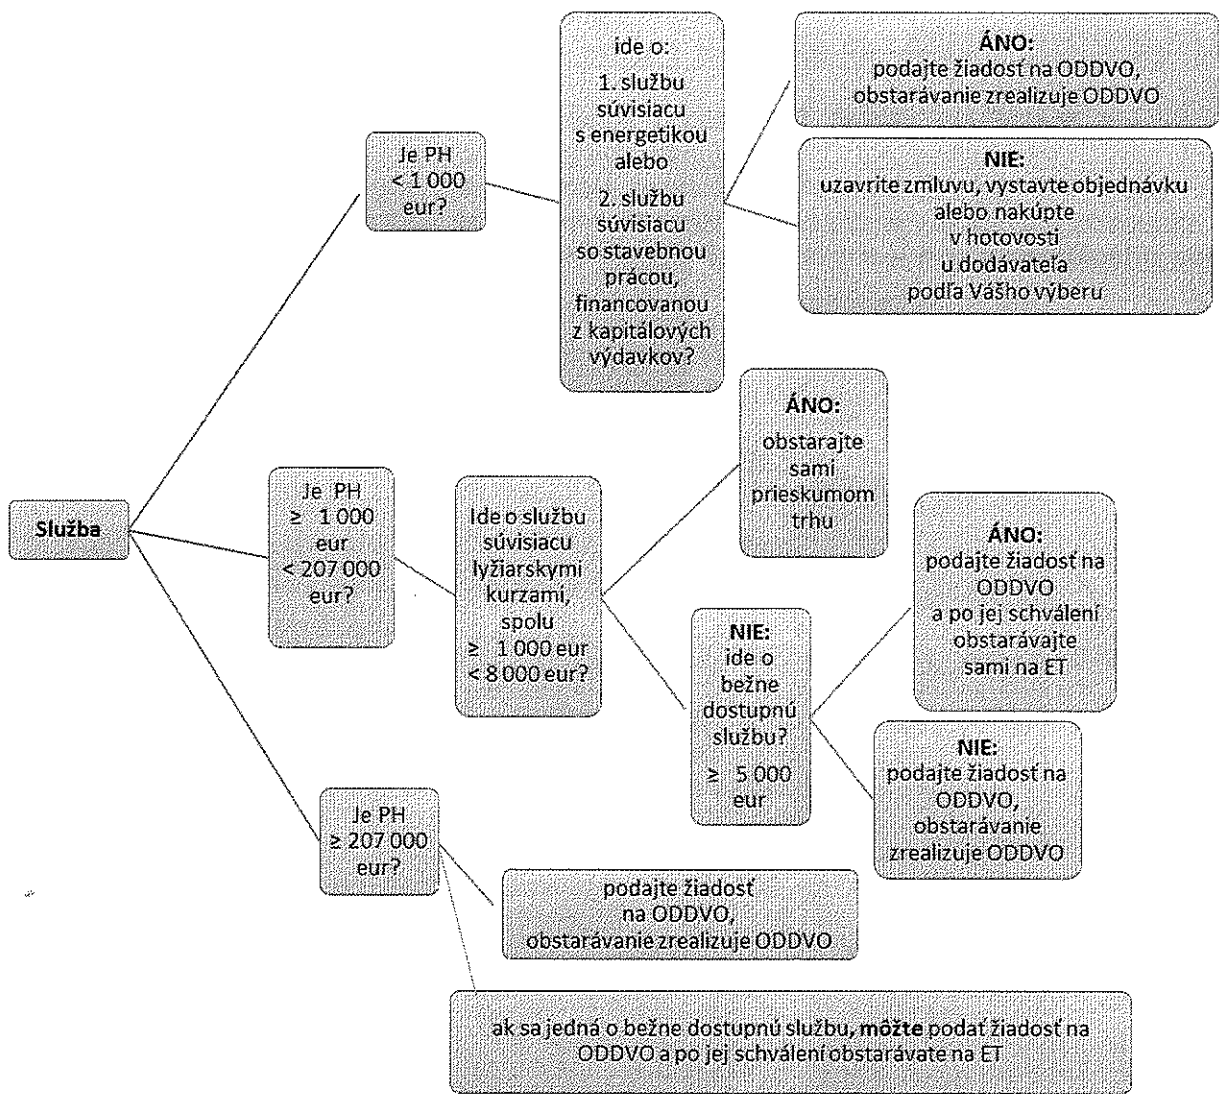 Služba
Je PH
< 1 000
eur?
ide o:
1. službu
súvisiacu
s energetikou
alebo
2. službu
súvisiacu
so stavebnou
prácou,
financovanou
z kapitálových
výdavkov?
ÁNO:
podajte žiadosť na ODDVO,
obstarávanie zrealizuje ODDVO
NIE:
uzavrite zmluvu, vystavte objednávku
alebo nakúpte
v hotovosti
u dodávateľa
podľa Vášho výberu
Je PH
≥ 1 000
eur
< 207 000
eur?
Ide o službu
súvisiacu
lyžiarskymi
kurzami,
spolu
≥ 1 000 eur
< 8 000 eur?
ÁNO:
obstarajte
sami
prieskumom
trhu
NIE:
ide o
bežne
dostupnú
službu?
≥ 5 000
eur
ÁNO:
podajte žiadosť na
ODDVO
a po jej schválení
obstarávajte
sami na ET
NIE:
podajte žiadosť na
ODDVO,
obstarávanie
zrealizuje ODDVO
Je PH
≥ 207 000
eur?
podajte žiadosť
na ODDVO,
obstarávanie zrealizuje ODDVO
ak sa jedná o bežne dostupnú službu, môžte podať žiadosť na
ODDVO a po jej schválení obstarávate na ET